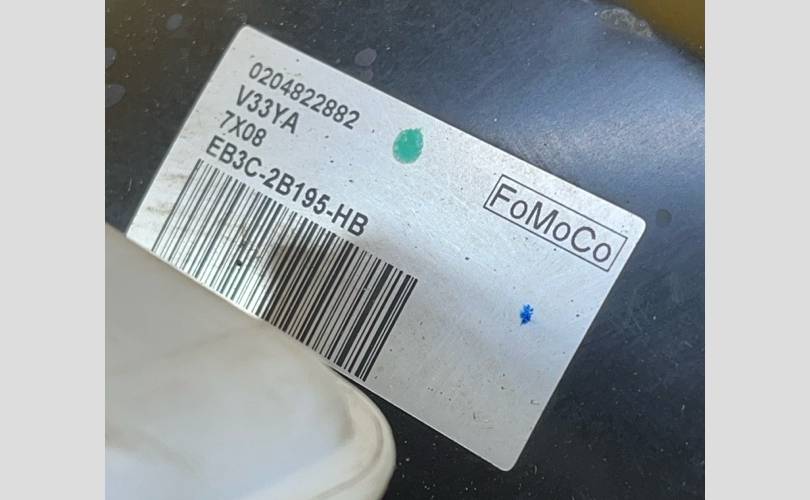 0204822882
V33YA
7X08
EB3C-2B195-HB
FoMoCo